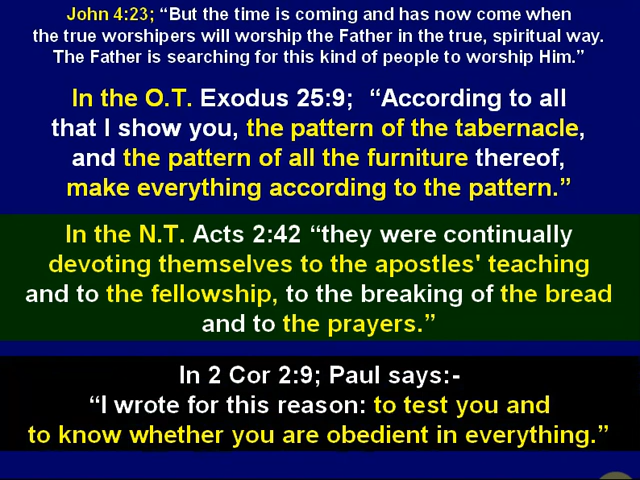 John 4:23; “But the time is coming and has now come when
the true worshipers will worship the Father in the true, spiritual way.
The Father is searching for this kind of people to worship Him.”
In the O.T. Exodus 25:9; “According to all
that I show you, the pattern of the tabernacle,
and the pattern of all the furniture thereof,
make everything according to the pattern.”
In the N.T. Acts 2:42 “they were continually
devoting themselves to the apostles' teaching
and to the fellowship, to the breaking of the bread
and to the prayers.”
In 2 Cor 2:9; Paul says:-
“I wrote for this reason: to test you and
to know whether you are obedient in everything.”